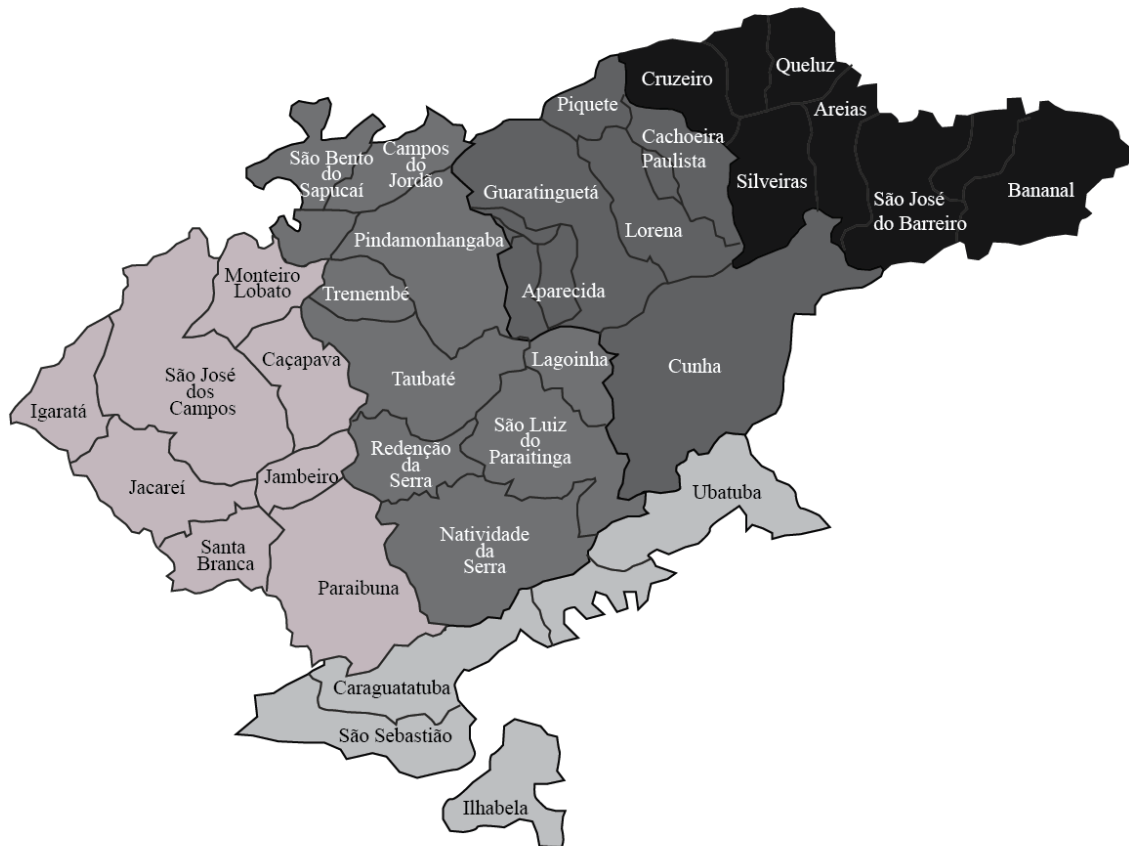 Queluz
Cruzeiro
Piquete
Areias
Cachoeira
Paulista
São Bento
do
Sapucaí
Campos
do
Jordão
Guaratinguetá
Silveiras
São José
do Barreiro
Bananal
Lorena
Pindamonhangaba
Monteiro
Lobato
Tremembé
Aparecida
Caçapava
Lagoinha
Cunha
São José
dos
Campos
Taubaté
Igaratá
São Luiz
do
Paraitinga
Redenção
da
Serra
Jambeiro
Jacareí
Ubatuba
Santa
Branca
Natividade
da
Serra
Paraibuna
Caraguatatuba
São Sebastião
Ilhabela